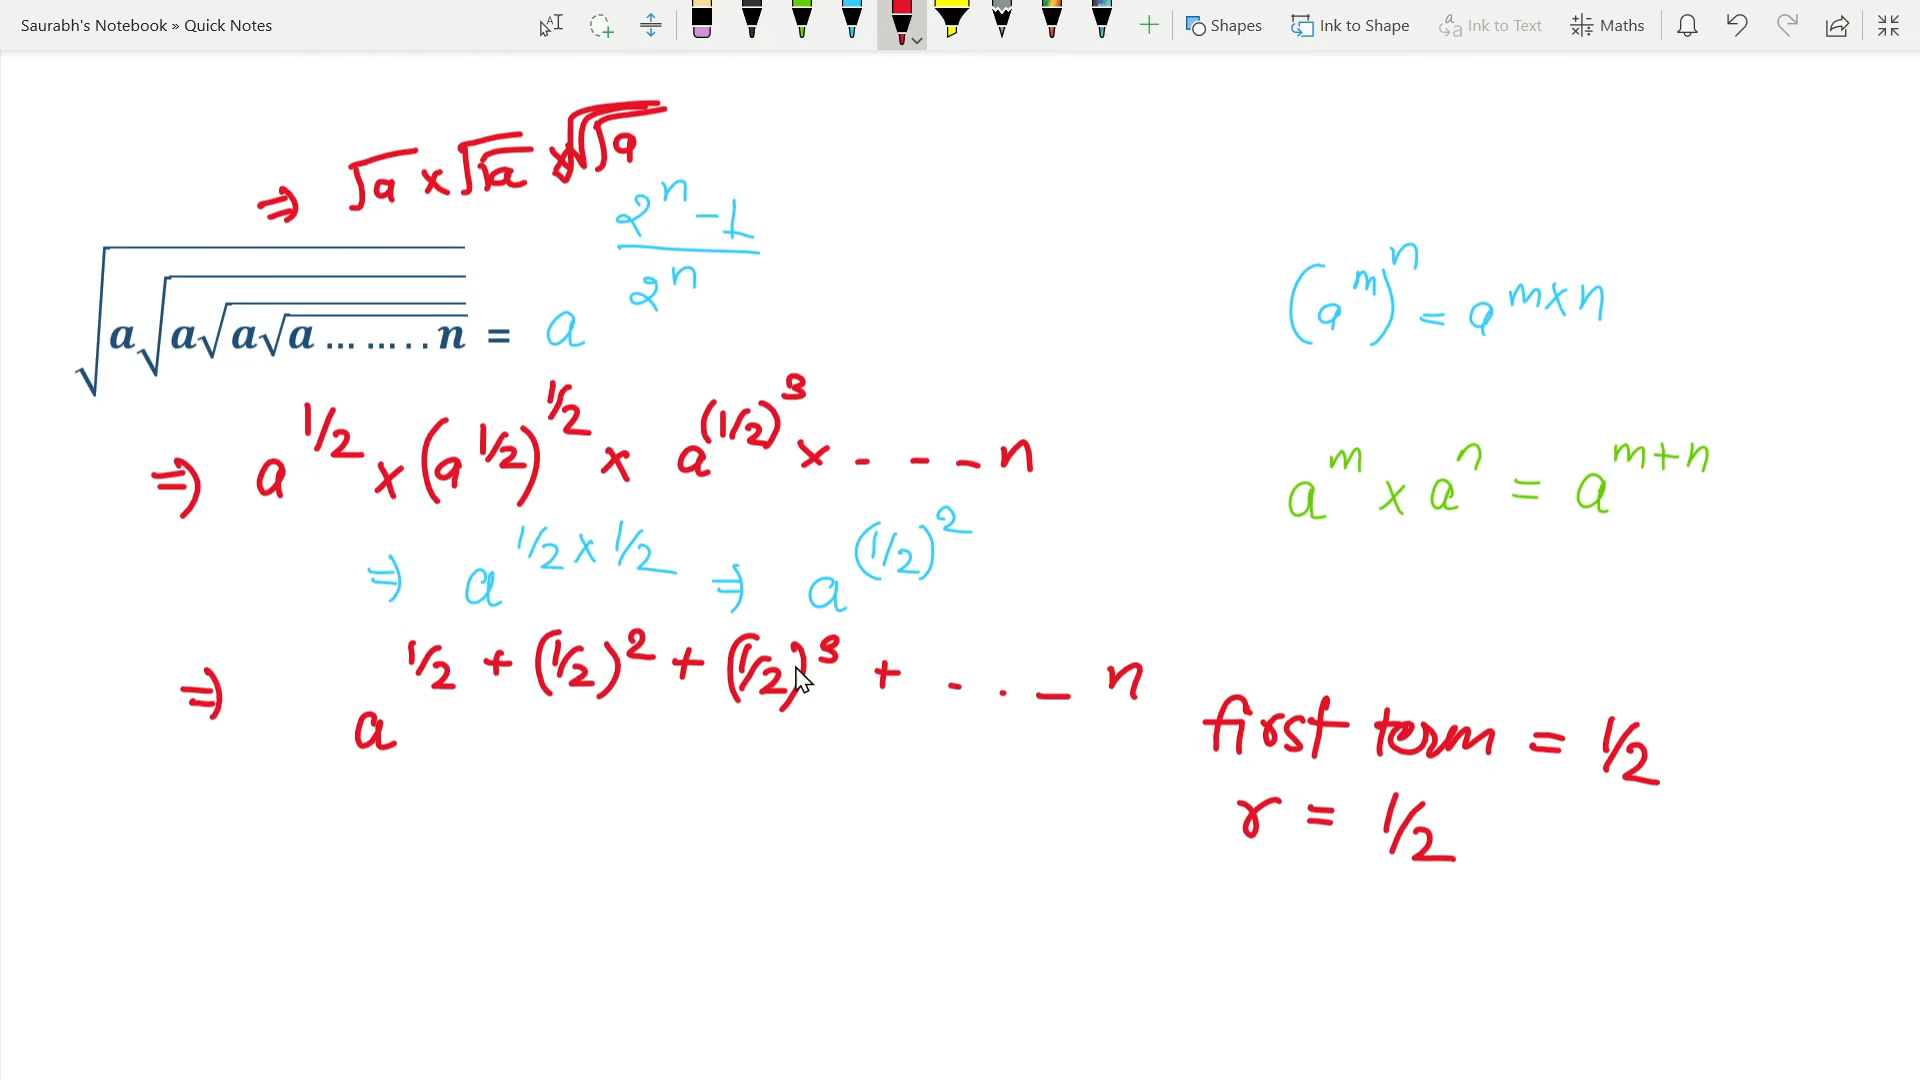 Saurabh's Notebook » Quick Notes
Shapes
Ink to Shape
Ink to Text
Maths
⇒ √a × √√a × √√√a
√(a√(a√(a√(a ... ... . . n)))) = a^((2^n - 1)/(2^n))
(a^m)^n = a^(m×n)
⇒ a^(1/2) × (a^(1/2))^(1/2) × a^((1/2)^3) × - - - n
a^m × a^n = a^(m+n)
⇒ a^(1/2 × 1/2) ⇒ a^((1/2)^2)
⇒ a^(1/2 + (1/2)^2 + (1/2)^3 + - . - n)
first term = 1/2
r = 1/2